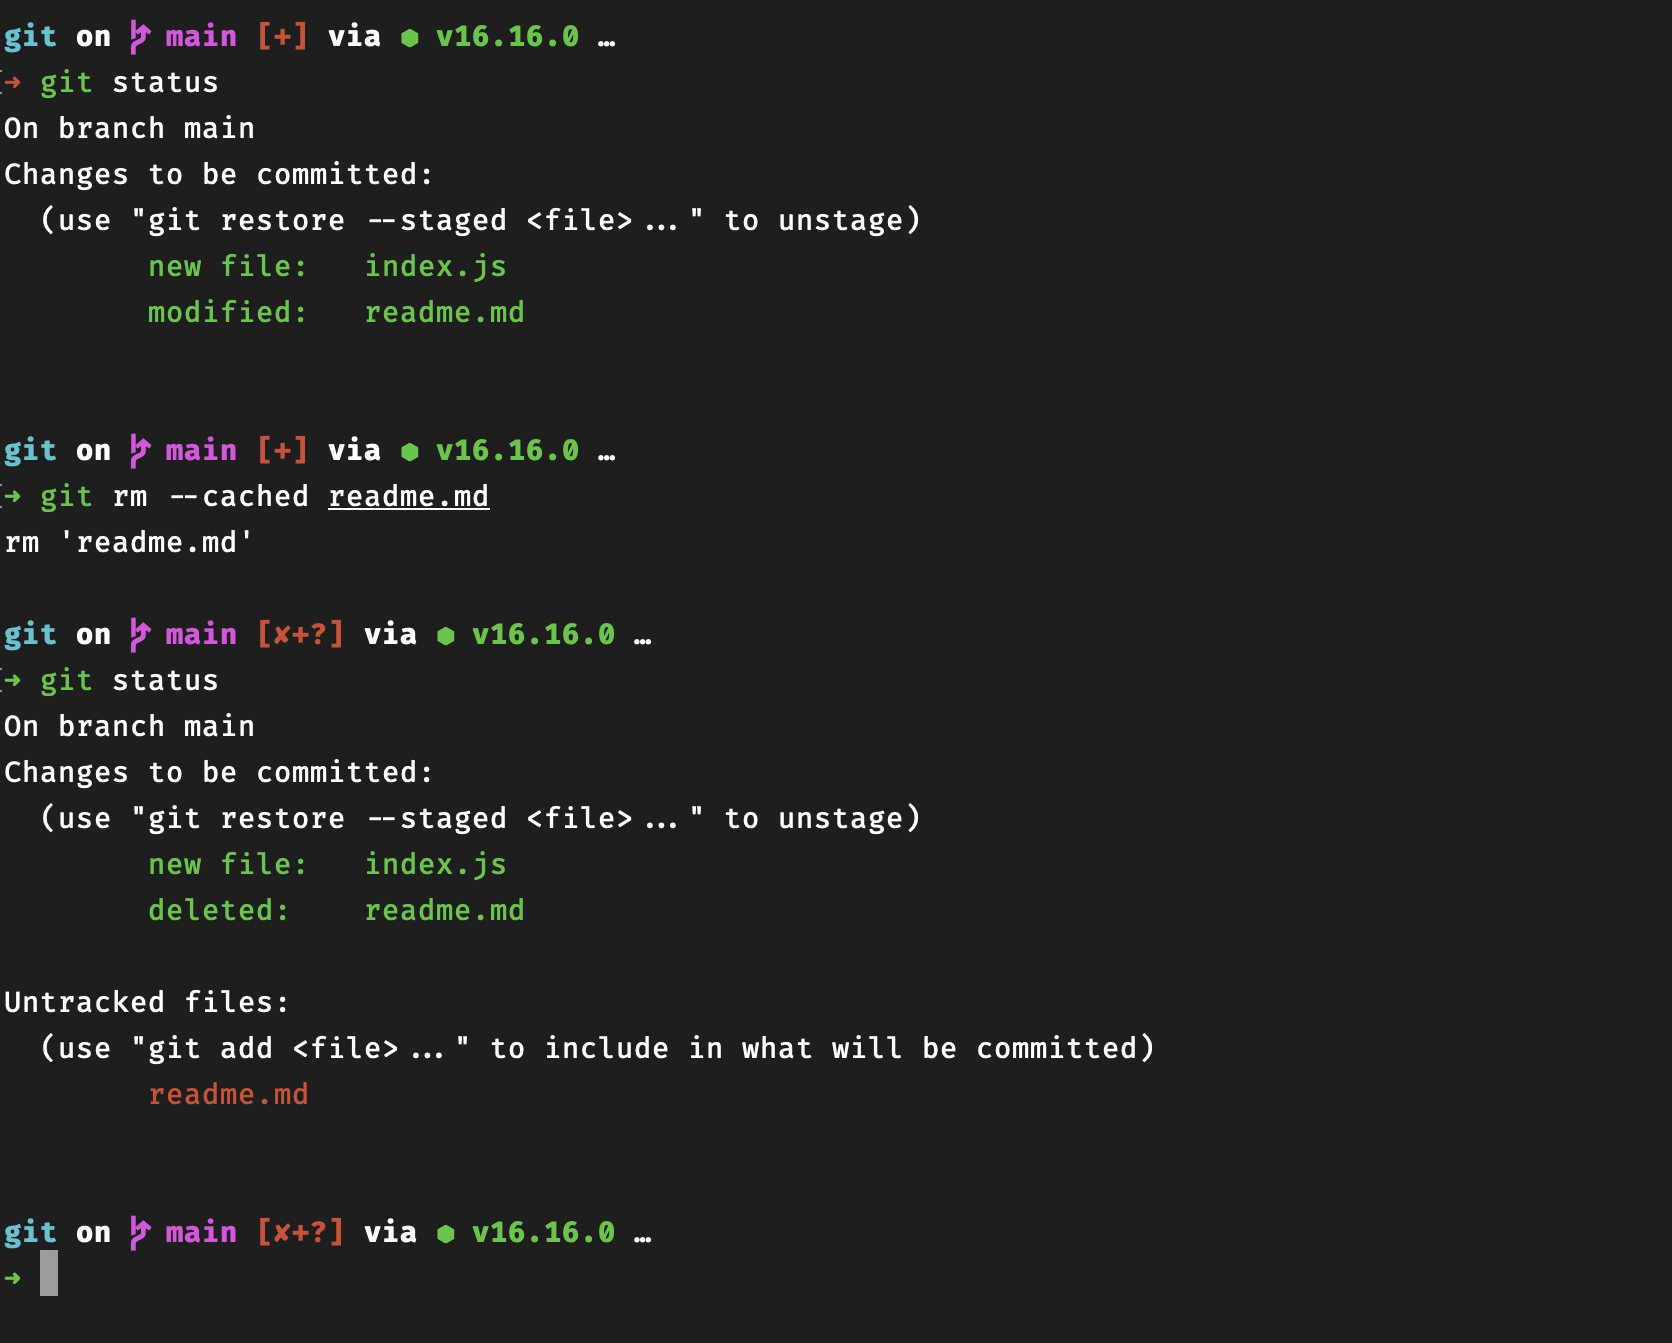 git on main [+] via ⬢ v16.16.0 …
➜ git status
On branch main
Changes to be committed:
  (use "git restore --staged <file>..." to unstage)
        new file:   index.js
        modified:   readme.md
git on main [+] via ⬢ v16.16.0 …
➜ git rm --cached readme.md
rm 'readme.md'
git on main [✘+?] via ⬢ v16.16.0 …
➜ git status
On branch main
Changes to be committed:
  (use "git restore --staged <file>..." to unstage)
        new file:   index.js
        deleted:    readme.md
Untracked files:
  (use "git add <file>..." to include in what will be committed)
        readme.md
git on main [✘+?] via ⬢ v16.16.0 …
➜